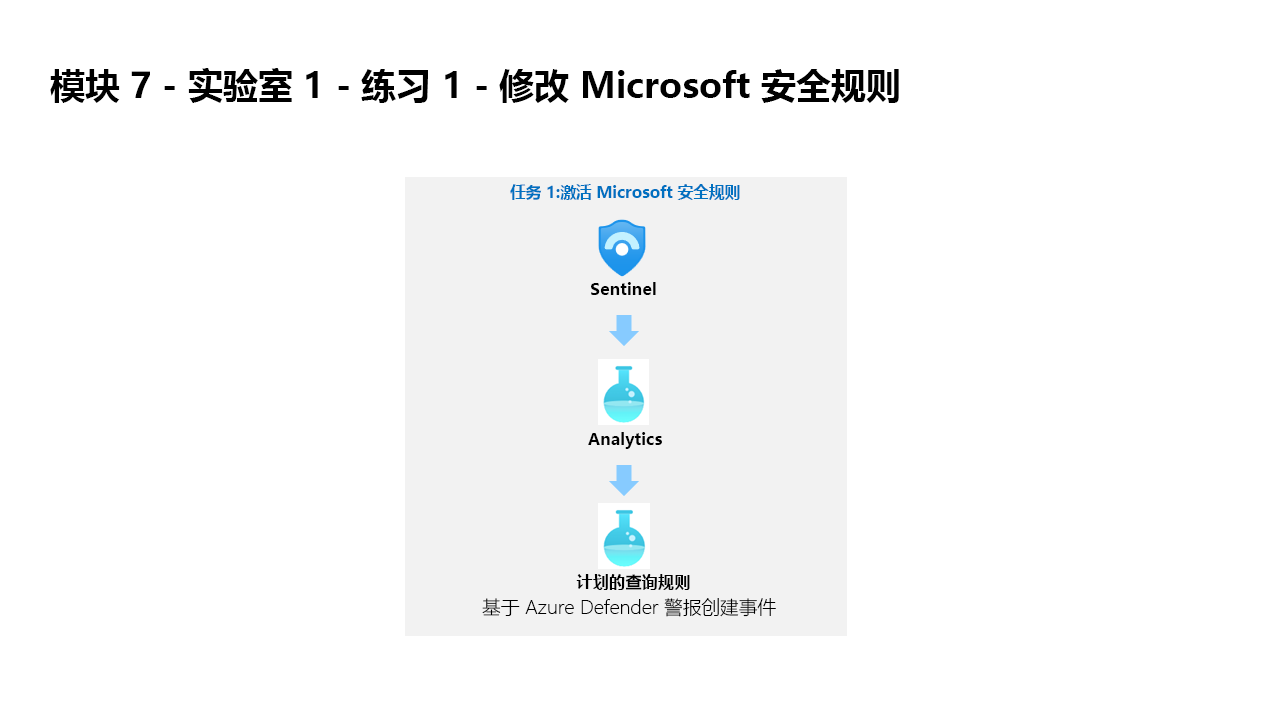 模块 7 - 实验室 1 - 练习 1 - 修改 Microsoft 安全规则
任务 1:激活 Microsoft 安全规则
Sentinel
Analytics
计划的查询规则
基于 Azure Defender 警报创建事件